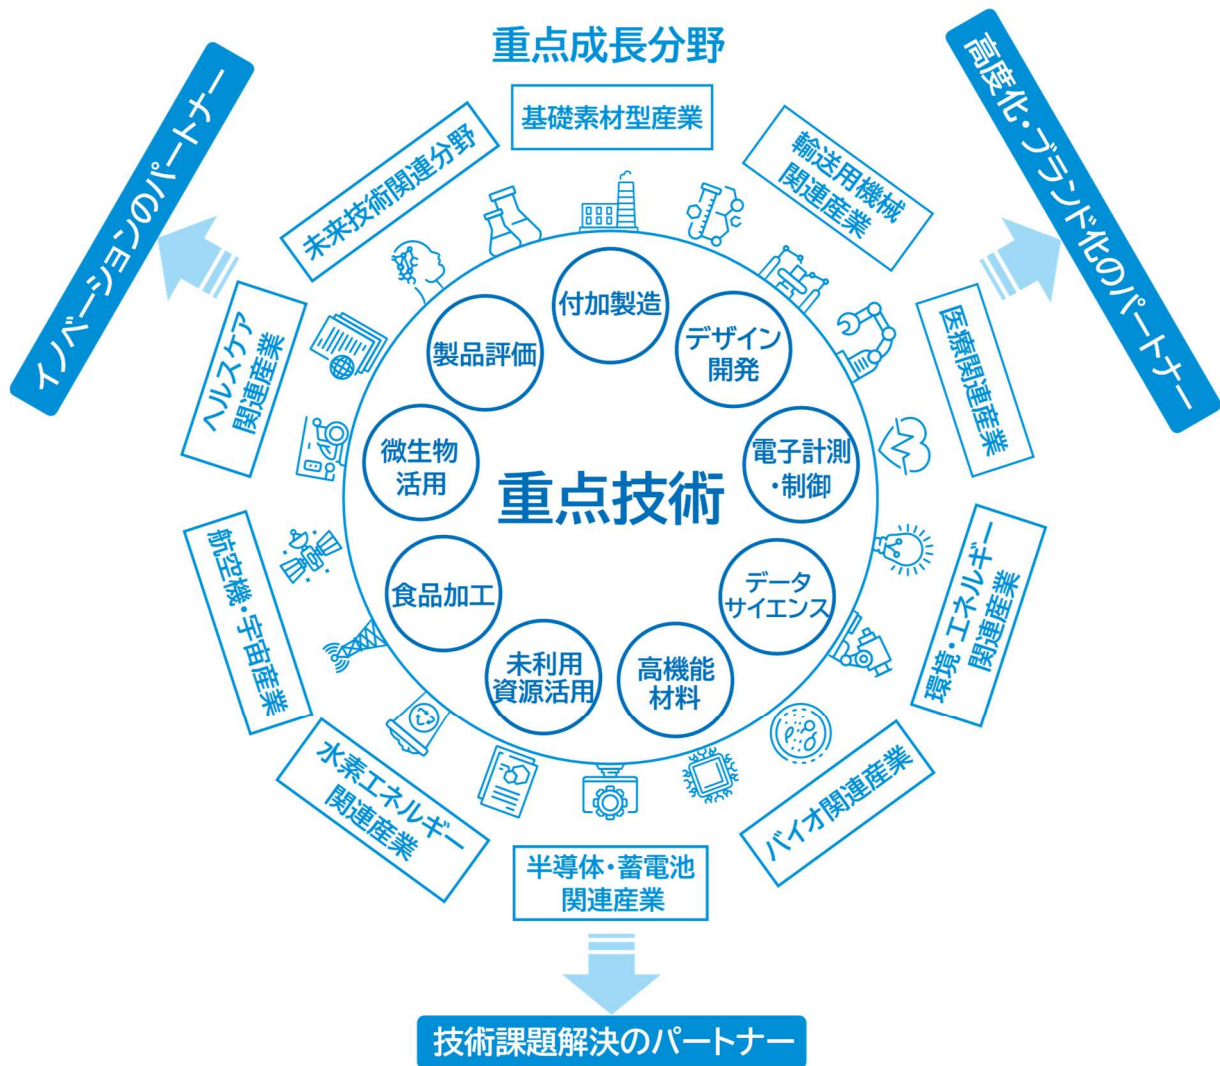 重点成長分野
基礎素材型産業
輸送用機械
関連産業
医療関連産業
環境・エネルギー
関連産業
バイオ関連産業
半導体・蓄電池
関連産業
水素エネルギー
関連産業
航空機・宇宙産業
ヘルスケア
関連産業
未来技術関連分野
重点技術
付加製造
デザイン
開発
電子計測
・制御
データ
サイエンス
高機能
材料
未利用
資源活用
食品加工
微生物
活用
製品評価
イノベーションのパートナー
高度化・ブランド化のパートナー
技術課題解決のパートナー